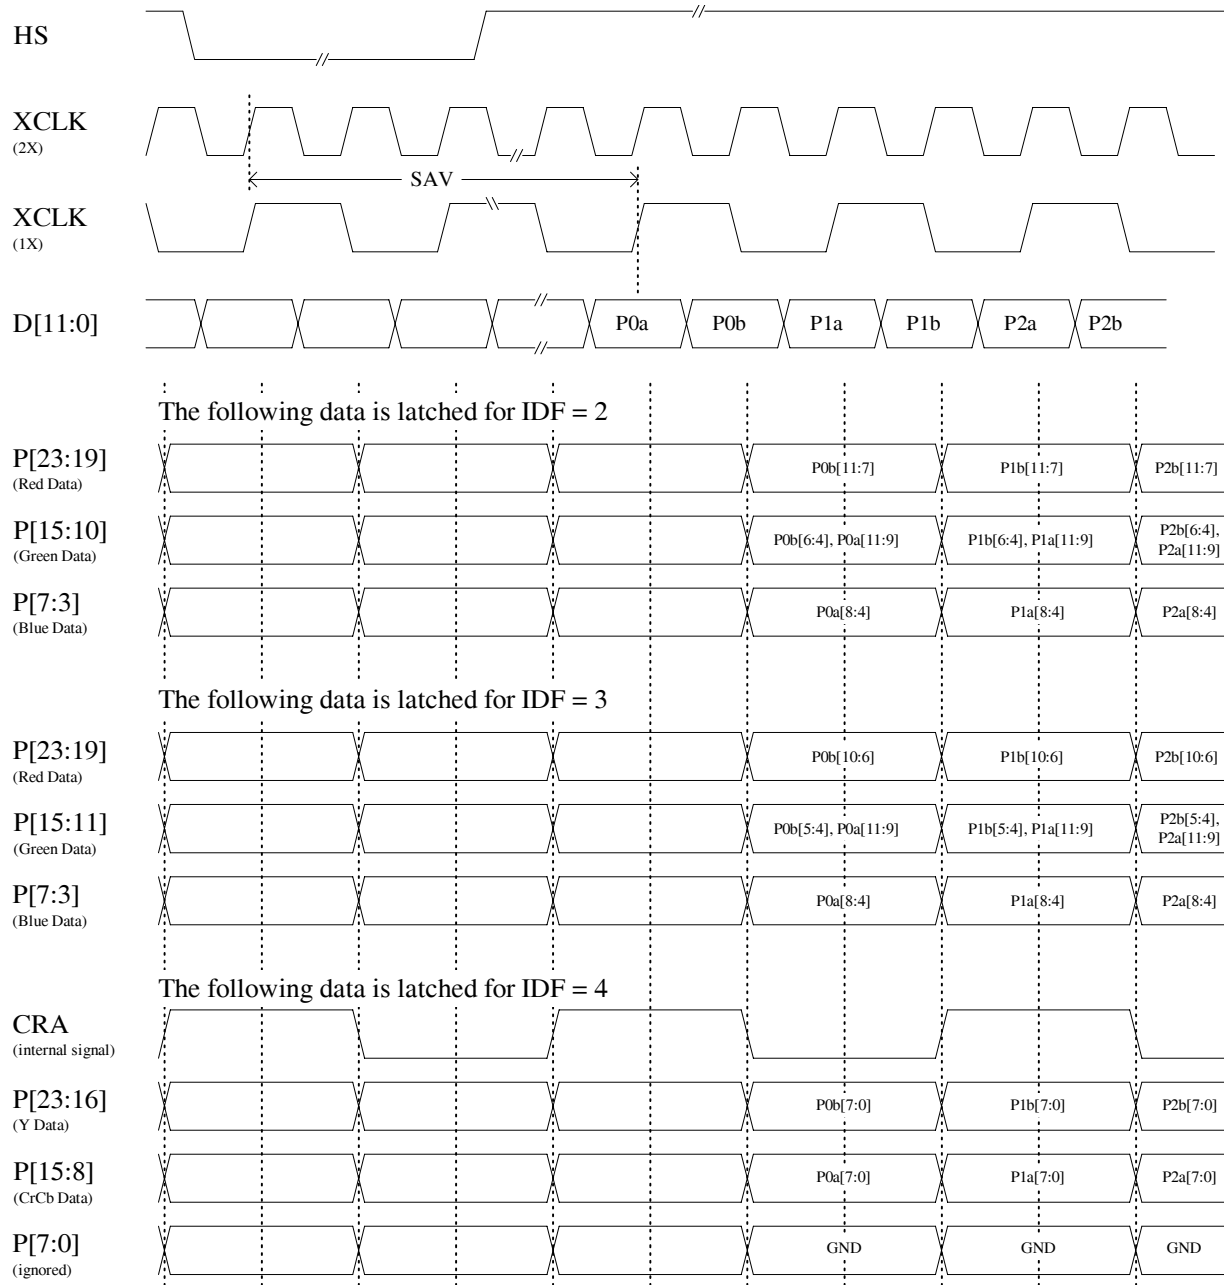 HS
XCLK
(2X)
SAV
XCLK
(1X)
D[11:0] P0a P0b P1a P1b P2a P2b
The following data is latched for IDF = 2
P[23:19] P0b[11:7] P1b[11:7] P2b[11:7]
(Red Data)
P[15:10] P0b[6:4], P0a[11:9] P1b[6:4], P1a[11:9] P2b[6:4],
P2a[11:9]
(Green Data)
P[7:3] P0a[8:4] P1a[8:4] P2a[8:4]
(Blue Data)
The following data is latched for IDF = 3
P[23:19] P0b[10:6] P1b[10:6] P2b[10:6]
(Red Data)
P[15:11] P0b[5:4], P0a[11:9] P1b[5:4], P1a[11:9] P2b[5:4],
P2a[11:9]
(Green Data)
P[7:3] P0a[8:4] P1a[8:4] P2a[8:4]
(Blue Data)
The following data is latched for IDF = 4
CRA
(internal signal)
P[23:16] P0b[7:0] P1b[7:0] P2b[7:0]
(Y Data)
P[15:8] P0a[7:0] P1a[7:0] P2a[7:0]
(CrCb Data)
P[7:0] GND GND GND
(ignored)